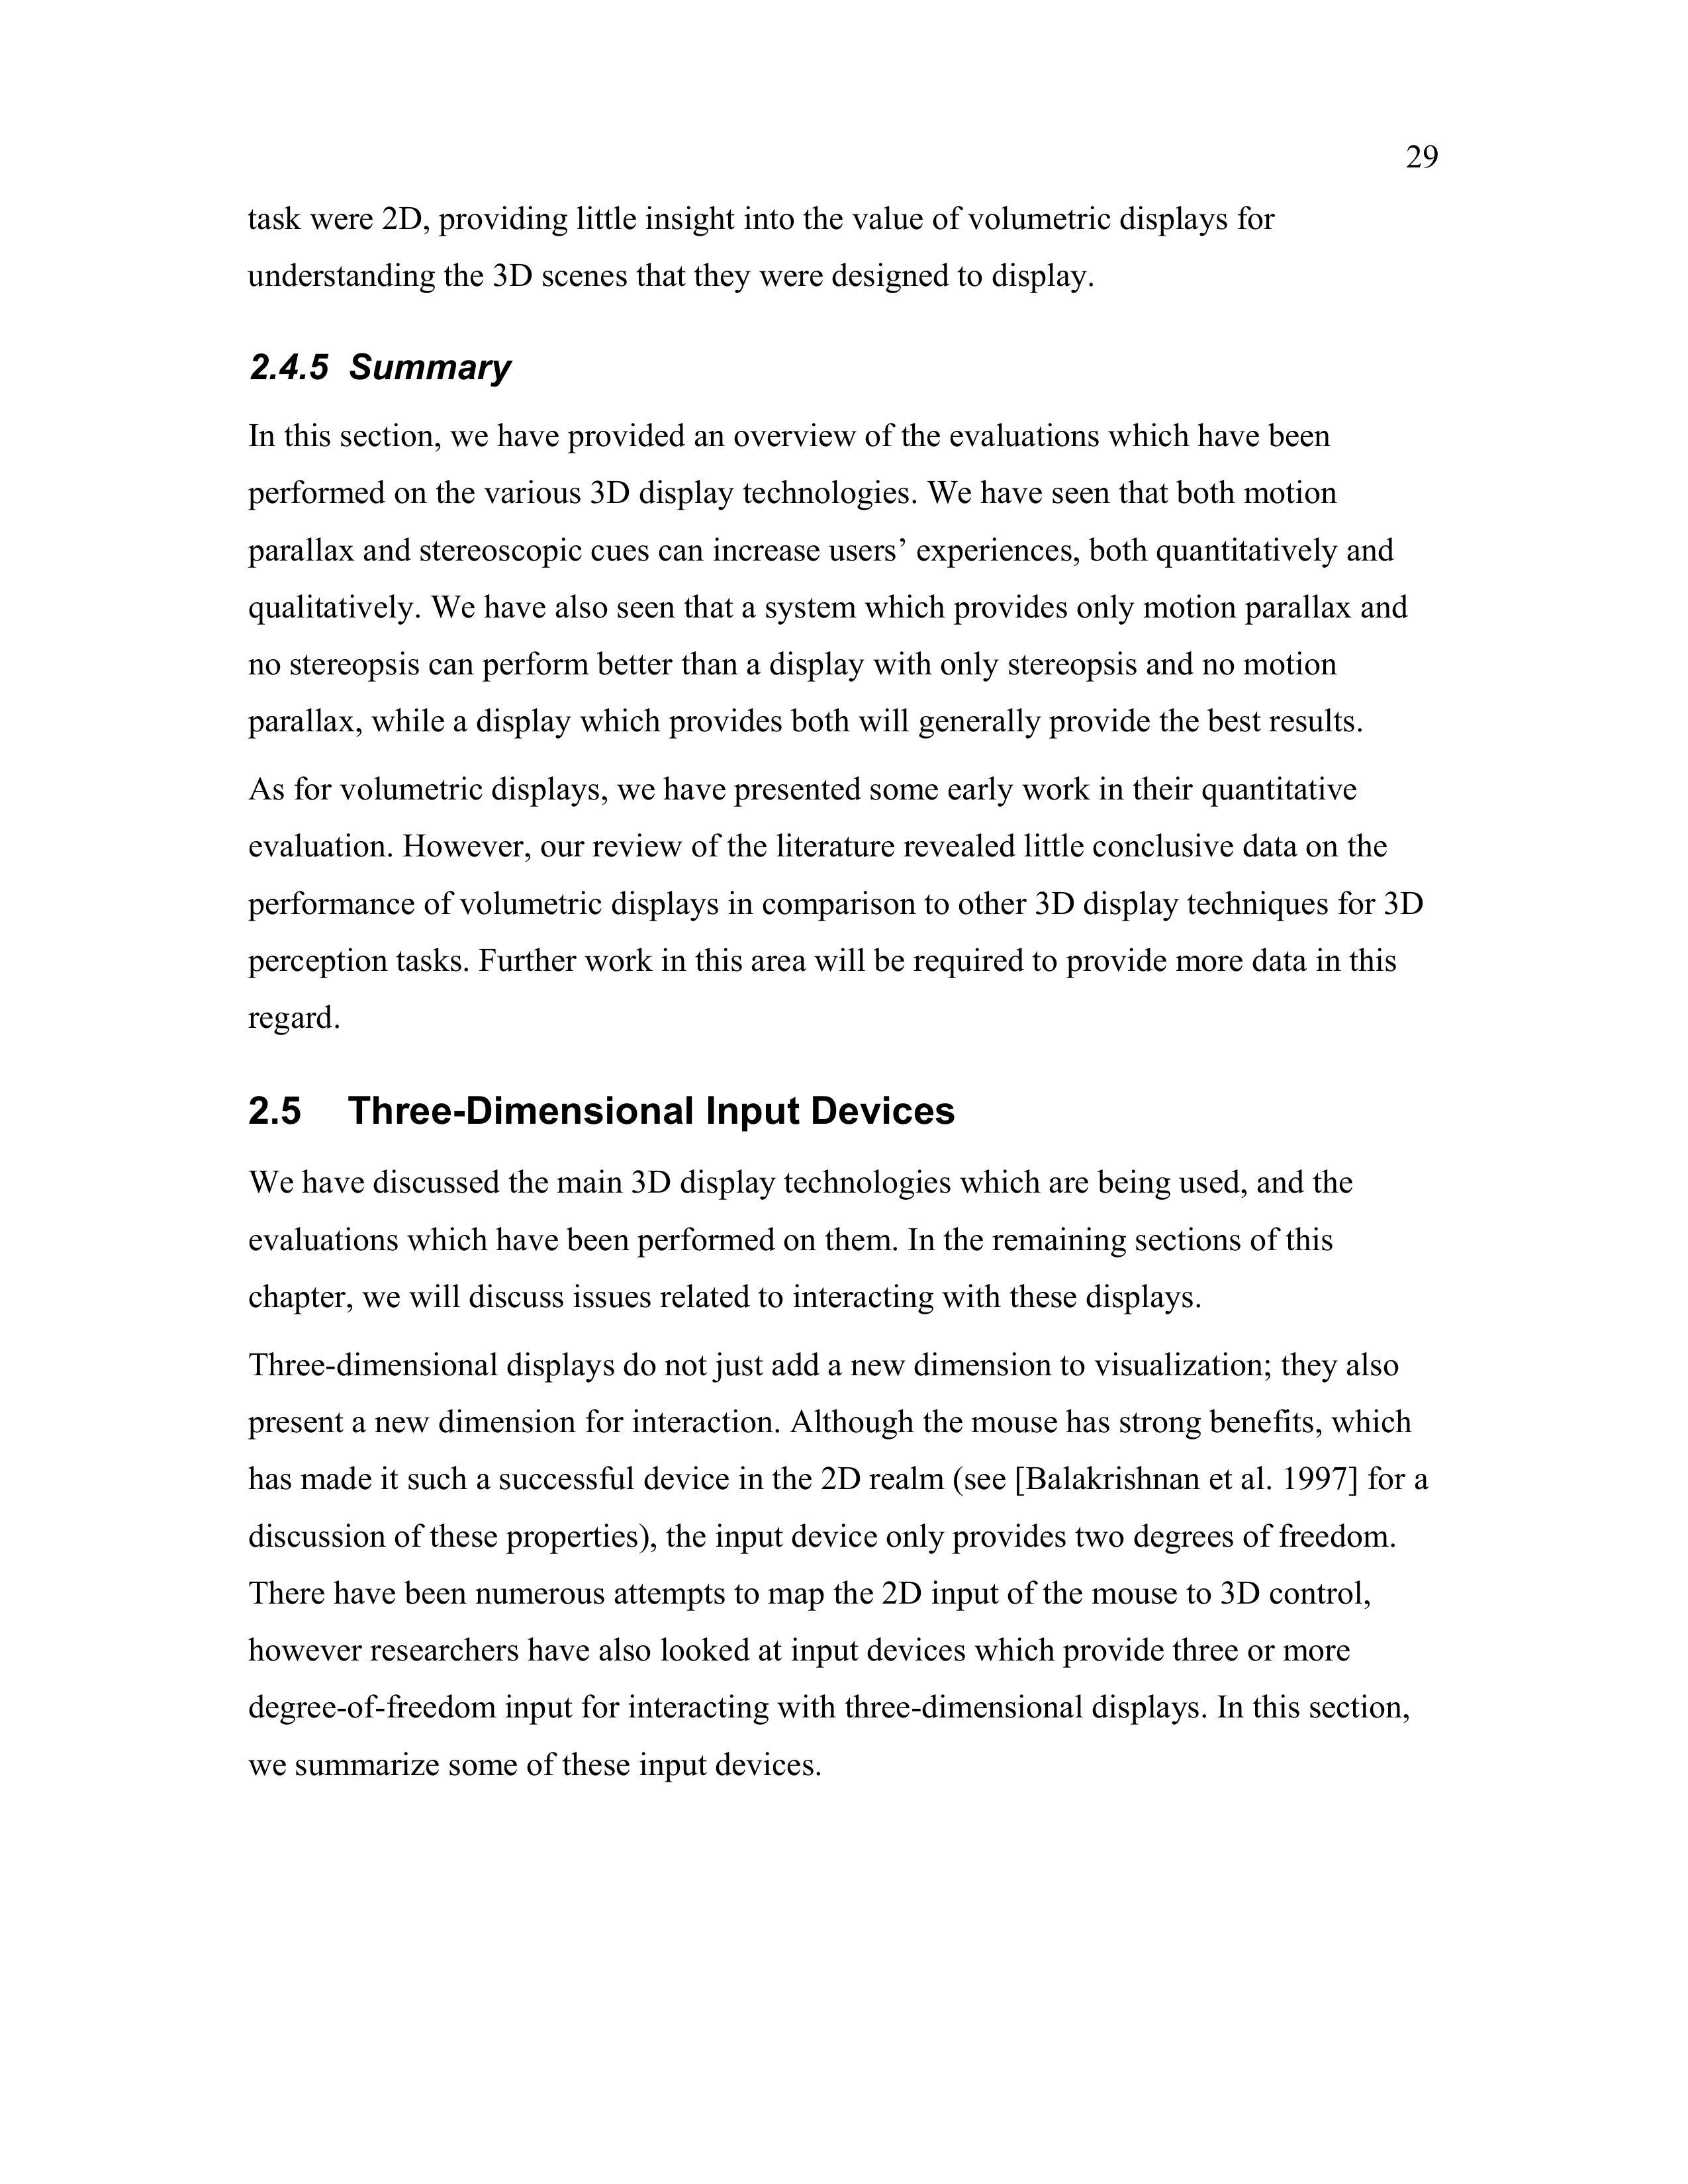 29
task were 2D, providing little insight into the value of volumetric displays for
understanding the 3D scenes that they were designed to display.
2.4.5 Summary
In this section, we have provided an overview of the evaluations which have been
performed on the various 3D display technologies. We have seen that both motion
parallax and stereoscopic cues can increase users’ experiences, both quantitatively and
qualitatively. We have also seen that a system which provides only motion parallax and
no stereopsis can perform better than a display with only stereopsis and no motion
parallax, while a display which provides both will generally provide the best results.
As for volumetric displays, we have presented some early work in their quantitative
evaluation. However, our review of the literature revealed little conclusive data on the
performance of volumetric displays in comparison to other 3D display techniques for 3D
perception tasks. Further work in this area will be required to provide more data in this
regard.
2.5 Three-Dimensional Input Devices
We have discussed the main 3D display technologies which are being used, and the
evaluations which have been performed on them. In the remaining sections of this
chapter, we will discuss issues related to interacting with these displays.
Three-dimensional displays do not just add a new dimension to visualization; they also
present a new dimension for interaction. Although the mouse has strong benefits, which
has made it such a successful device in the 2D realm (see [Balakrishnan et al. 1997] for a
discussion of these properties), the input device only provides two degrees of freedom.
There have been numerous attempts to map the 2D input of the mouse to 3D control,
however researchers have also looked at input devices which provide three or more
degree-of-freedom input for interacting with three-dimensional displays. In this section,
we summarize some of these input devices.